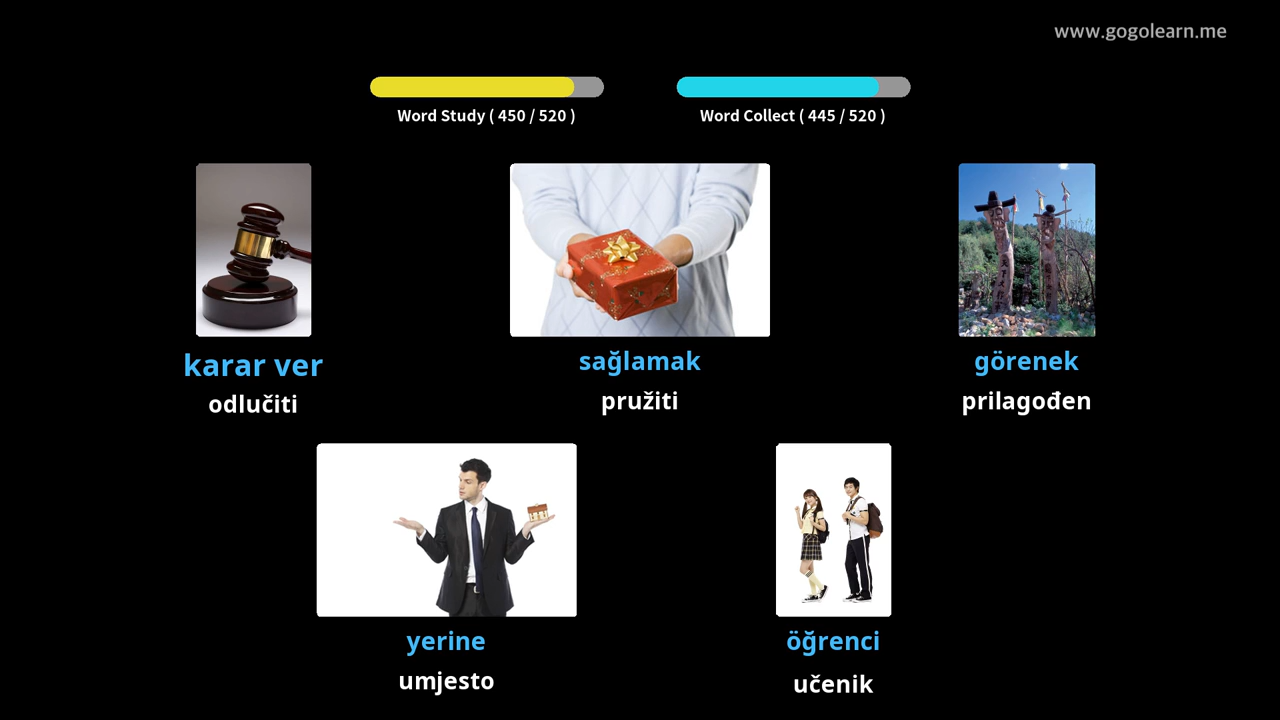 www.gogolearn.me
Word Study ( 450 / 520 )
Word Collect ( 445 / 520 )
karar ver
odlučiti
sağlamak
pružiti
görenek
prilagođen
yerine
umjesto
öğrenci
učenik